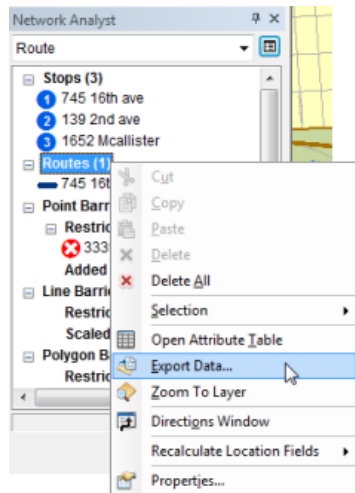 Network Analyst
Route
Stops (3)
1 745 16th ave
2 139 2nd ave
3 1652 Mcallister
Routes (1)
745 16t
Point Barr
Restric
333
Added
Line Barrie
Restric
Scaled
Polygon B
Restric
Cut
Copy
Paste
Delete
Delete All
Selection
Open Attribute Table
Export Data...
Zoom To Layer
Directions Window
Recalculate Location Fields
Properties...